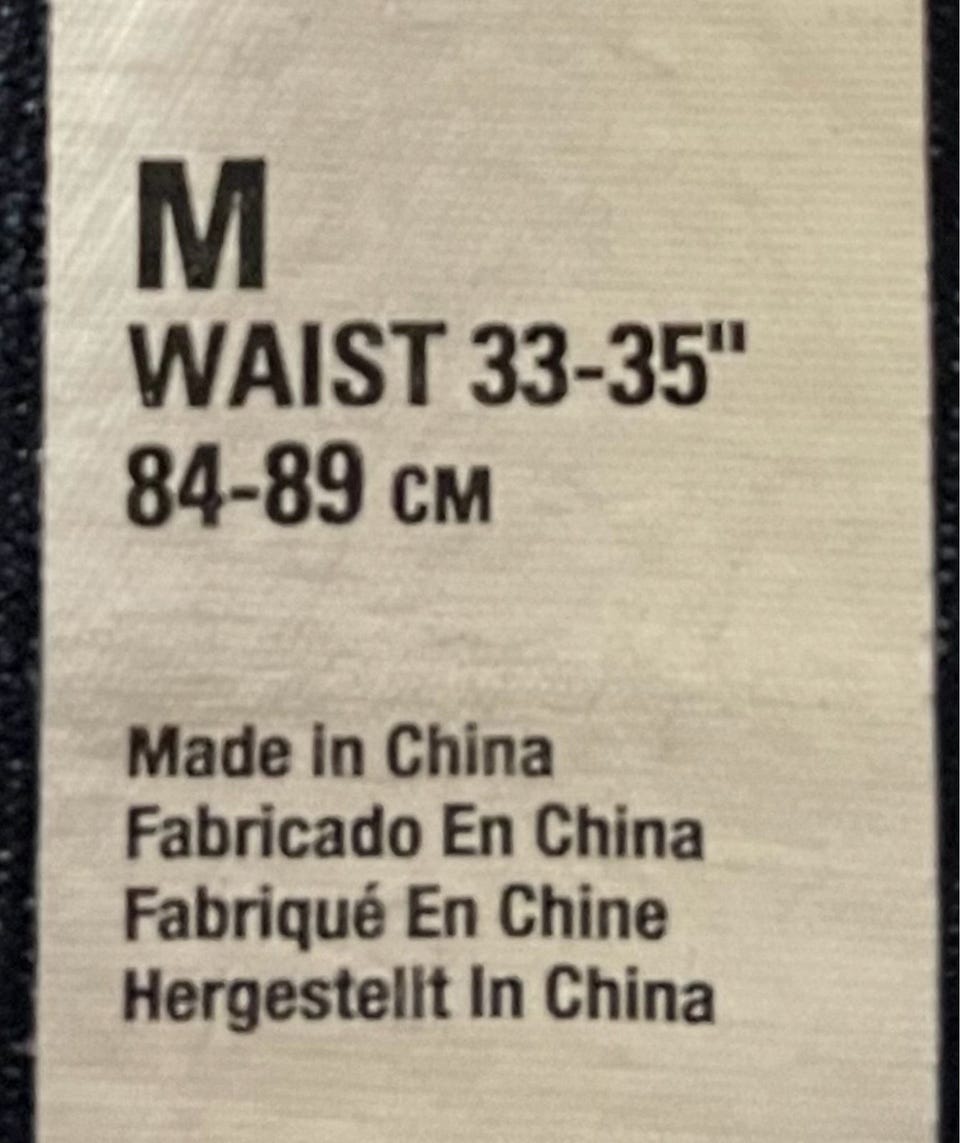 M
WAIST 33-35"
84-89 CM
Made in China
Fabricado En China
Fabriqué En Chine
Hergestellt In China